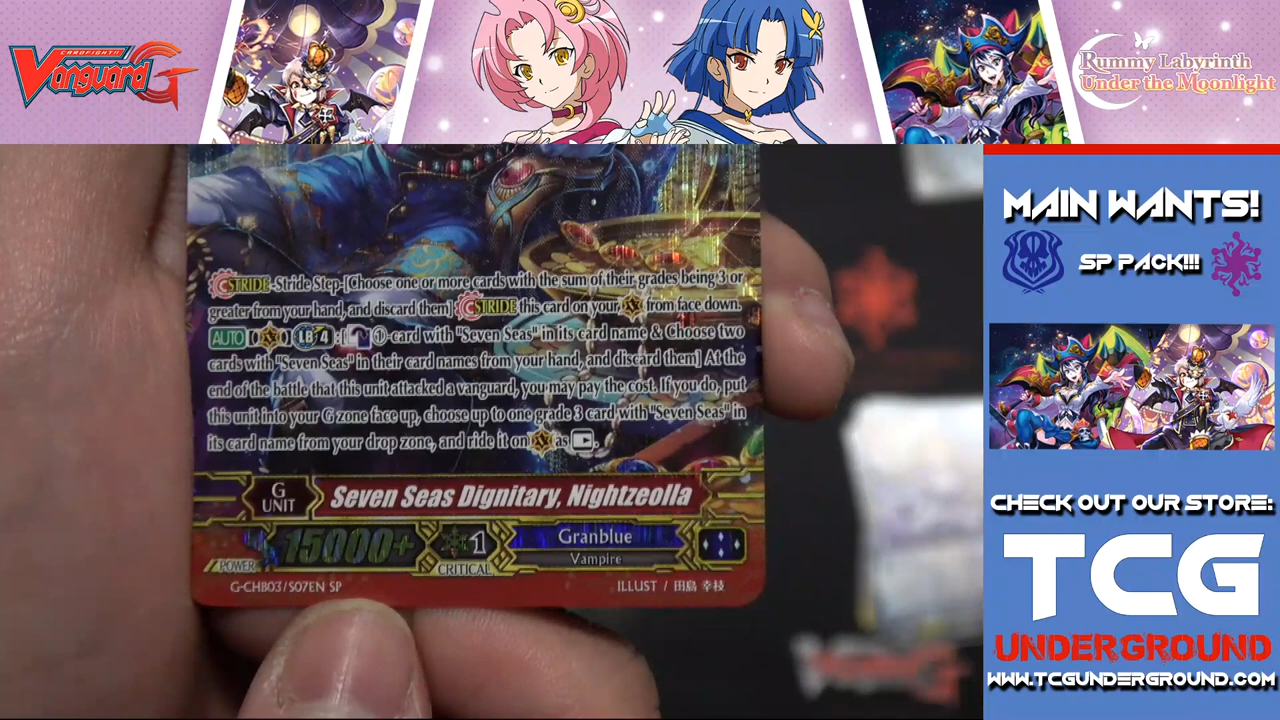 CARDFIGHT!!
VanguardG
Rummy Labyrinth
Under the Moonlight
STRIDE-Stride Step-[Choose one or more cards with the sum of their grades being 3 or
greater from your hand, and discard them] STRIDE this card on your V from face down.
AUTO (V) LB 4 :[ ① -card with "Seven Seas" in its card name & Choose two
cards with "Seven Seas" in their card names from your hand, and discard them] At the
end of the battle that this unit attacked a vanguard, you may pay the cost. If you do, put
this unit into your G zone face up, choose up to one grade 3 card with "Seven Seas" in
its card name from your drop zone, and ride it on V as .
G
UNIT
Seven Seas Dignitary, Nightzeolla
15000+
POWER
1
CRITICAL
Granblue
Vampire
G-CHB03/S07EN SP
ILLUST / 田島 幸枝
MAIN WANTS!
SP PACK!!!
CHECK OUT OUR STORE:
TCG
UNDERGROUND
WWW.TCGUNDERGROUND.COM